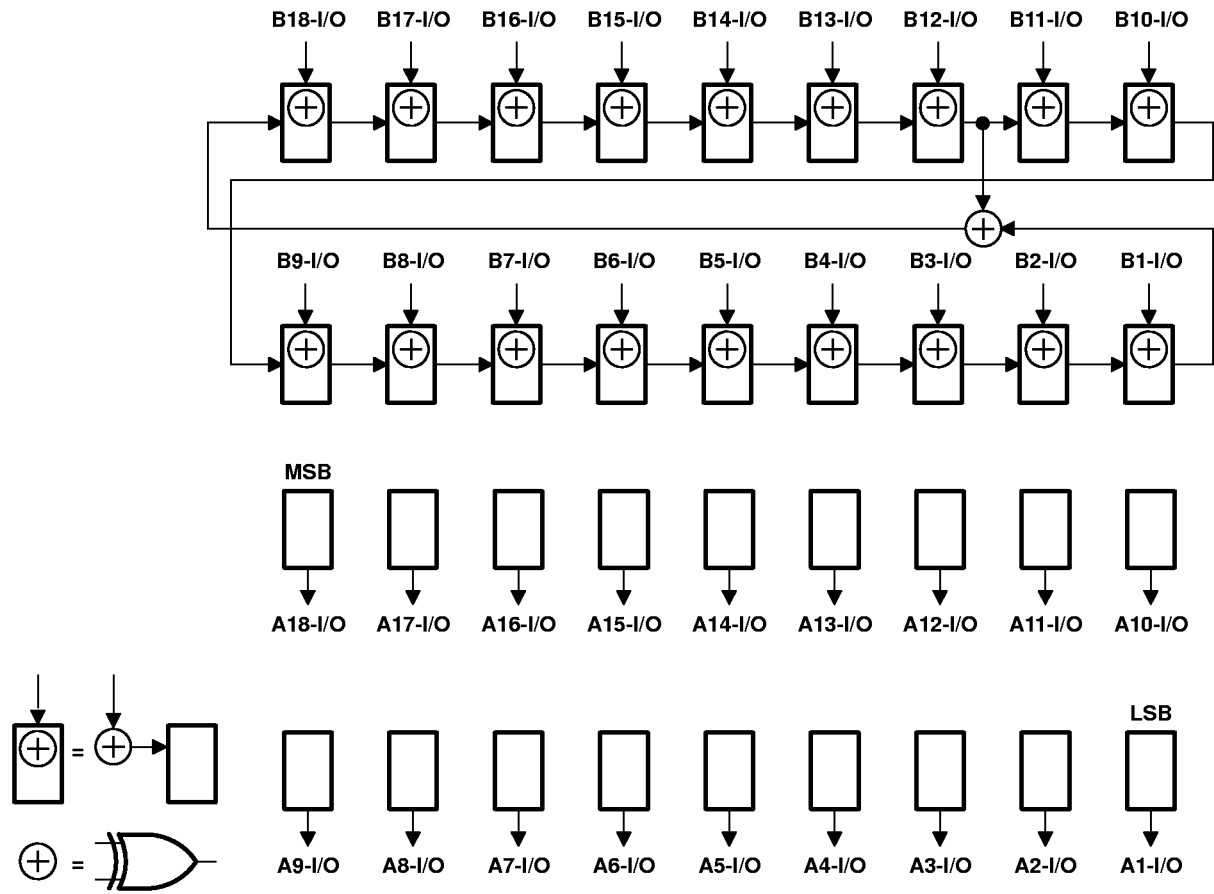 B18-I/O B17-I/O B16-I/O B15-I/O B14-I/O B13-I/O B12-I/O B11-I/O B10-I/O
B9-I/O B8-I/O B7-I/O B6-I/O B5-I/O B4-I/O B3-I/O B2-I/O B1-I/O
MSB
A18-I/O A17-I/O A16-I/O A15-I/O A14-I/O A13-I/O A12-I/O A11-I/O A10-I/O
LSB
=
=
A9-I/O A8-I/O A7-I/O A6-I/O A5-I/O A4-I/O A3-I/O A2-I/O A1-I/O